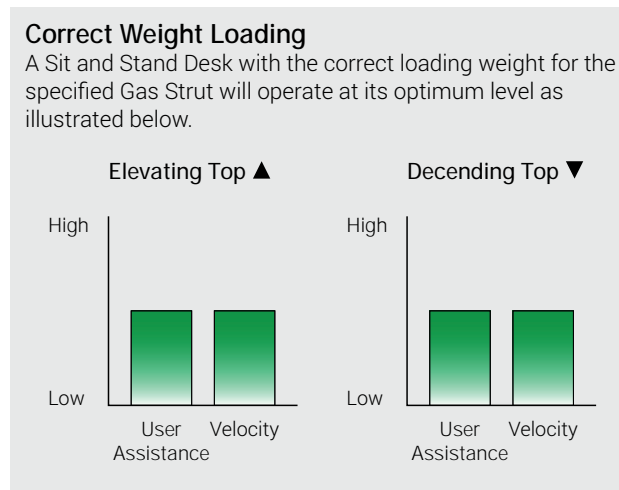 Correct Weight Loading
A Sit and Stand Desk with the correct loading weight for the
specified Gas Strut will operate at its optimum level as
illustrated below.
Elevating Top ▲
High
Low
User
Assistance
Velocity
Decending Top ▼
High
Low
User
Assistance
Velocity